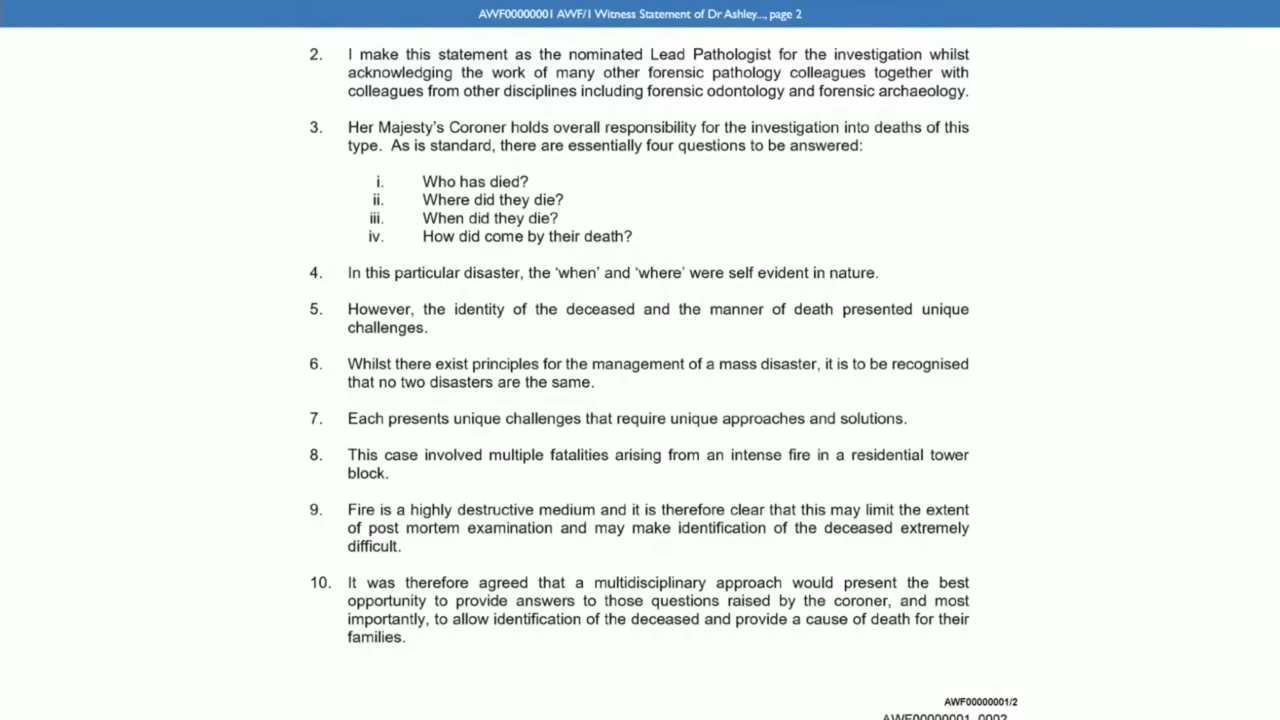 AWF00000001 AWF/1 Witness Statement of Dr Ashley..., page 2
2. I make this statement as the nominated Lead Pathologist for the investigation whilst
acknowledging the work of many other forensic pathology colleagues together with
colleagues from other disciplines including forensic odontology and forensic archaeology.
3. Her Majesty's Coroner holds overall responsibility for the investigation into deaths of this
type. As is standard, there are essentially four questions to be answered:
i. Who has died?
ii. Where did they die?
iii. When did they die?
iv. How did come by their death?
4. In this particular disaster, the 'when' and 'where' were self evident in nature.
5. However, the identity of the deceased and the manner of death presented unique
challenges.
6. Whilst there exist principles for the management of a mass disaster, it is to be recognised
that no two disasters are the same.
7. Each presents unique challenges that require unique approaches and solutions.
8. This case involved multiple fatalities arising from an intense fire in a residential tower
block.
9. Fire is a highly destructive medium and it is therefore clear that this may limit the extent
of post mortem examination and may make identification of the deceased extremely
difficult.
10. It was therefore agreed that a multidisciplinary approach would present the best
opportunity to provide answers to those questions raised by the coroner, and most
importantly, to allow identification of the deceased and provide a cause of death for their
families.
AWF00000001/2
AWF00000001_0002